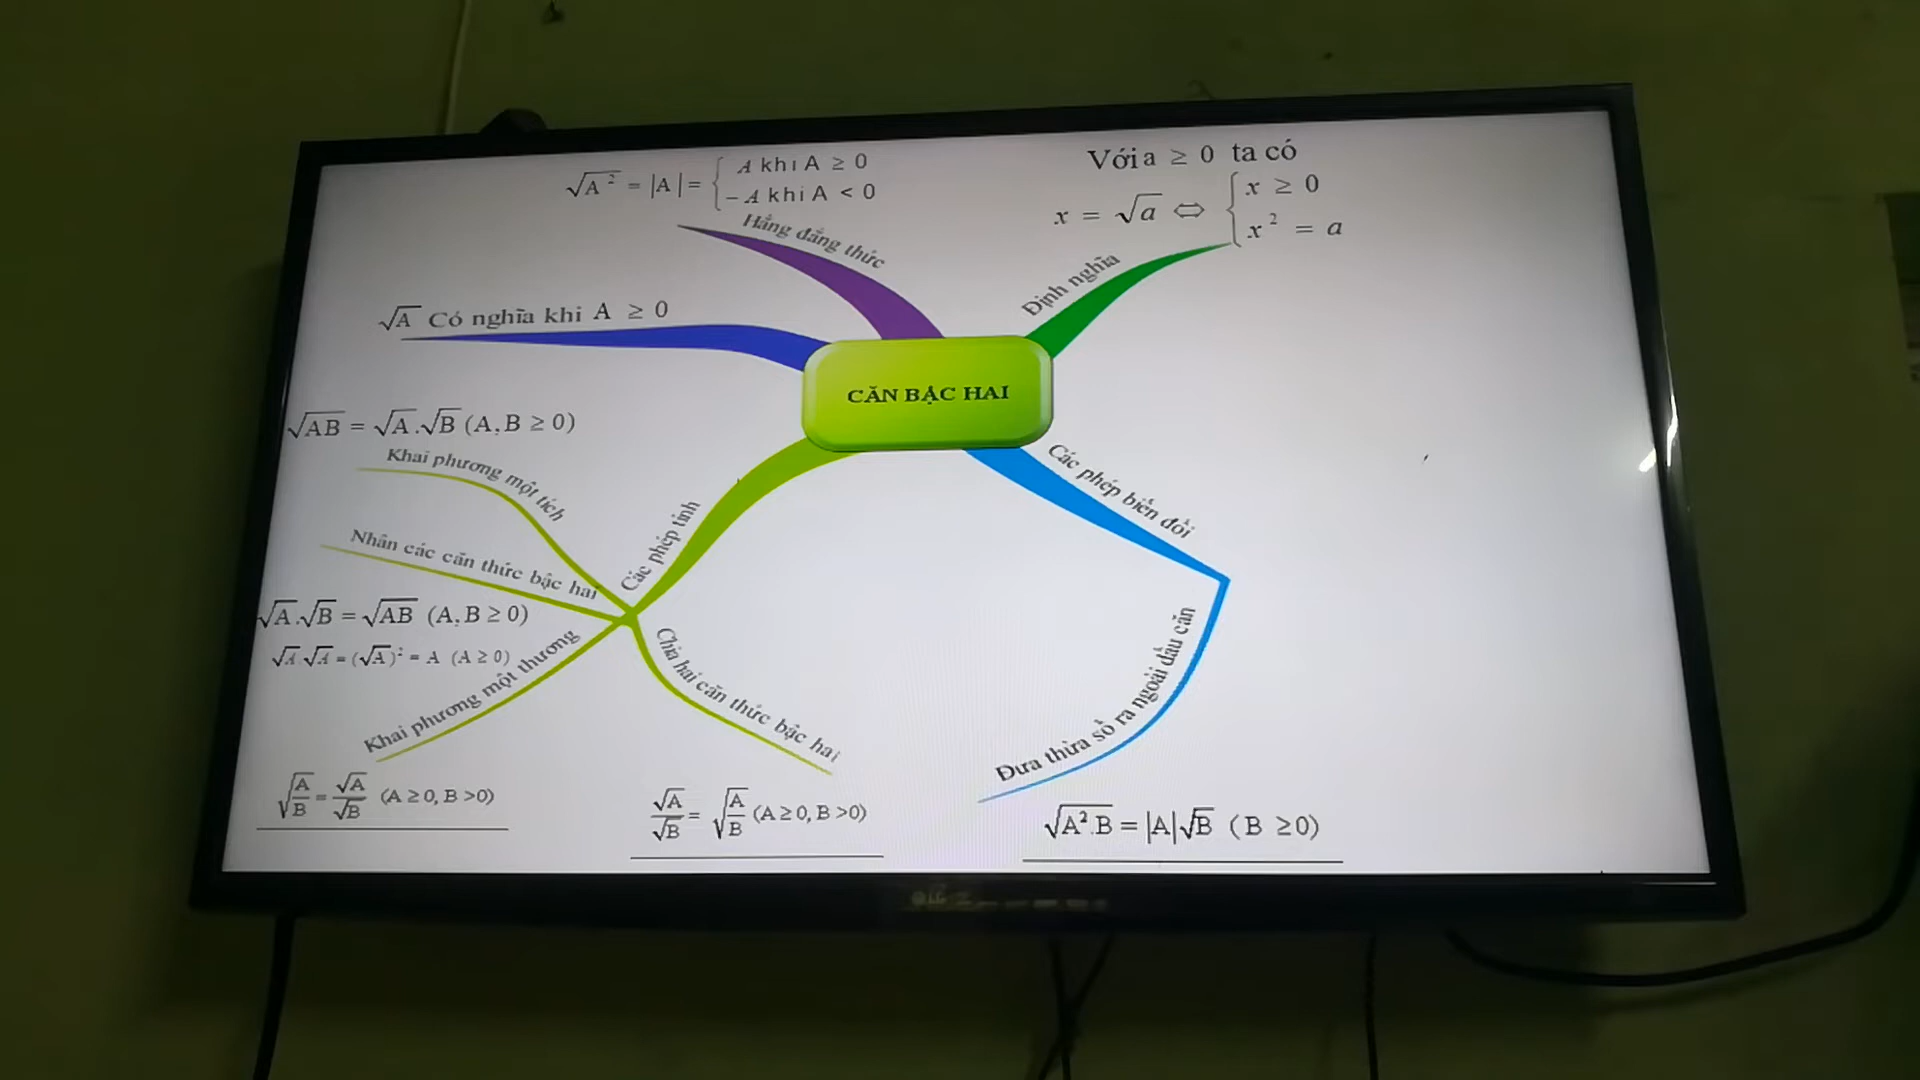 √A² = |A| = { A khi A ≥ 0
− A khi A < 0
Hằng đẳng thức
Với a ≥ 0 ta có
x = √a ⇔ { x ≥ 0
x² = a
Định nghĩa
√A Có nghĩa khi A ≥ 0
CĂN BẬC HAI
√AB = √A.√B (A, B ≥ 0)
Khai phương một tích
Nhân các căn thức bậc hai
Các phép tính
√A.√B = √AB (A, B ≥ 0)
√A.√A = (√A)² = A (A ≥ 0)
Khai phương một thương
√(A/B) = √A/√B (A ≥ 0, B >0)
Chia hai căn thức bậc hai
√A/√B = √(A/B) (A ≥ 0, B >0)
Các phép biến đổi
Đưa thừa số ra ngoài dấu căn
√A².B = |A|√B ( B ≥0)